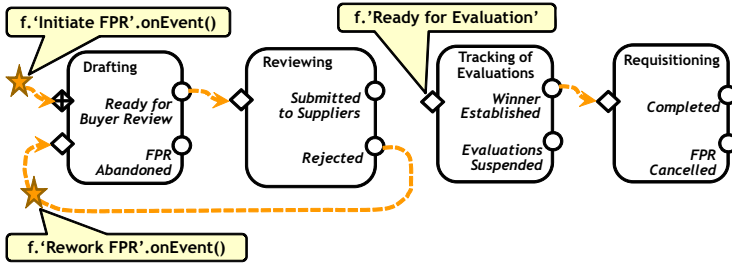 f.‘Initiate FPR’.onEvent()
f.’Ready for Evaluation’
Drafting
Ready for
Buyer Review
FPR
Abandoned
Reviewing
Submitted
to Suppliers
Rejected
Tracking of
Evaluations
Winner
Established
Evaluations
Suspended
Requisitioning
Completed
FPR
Cancelled
f.‘Rework FPR’.onEvent()